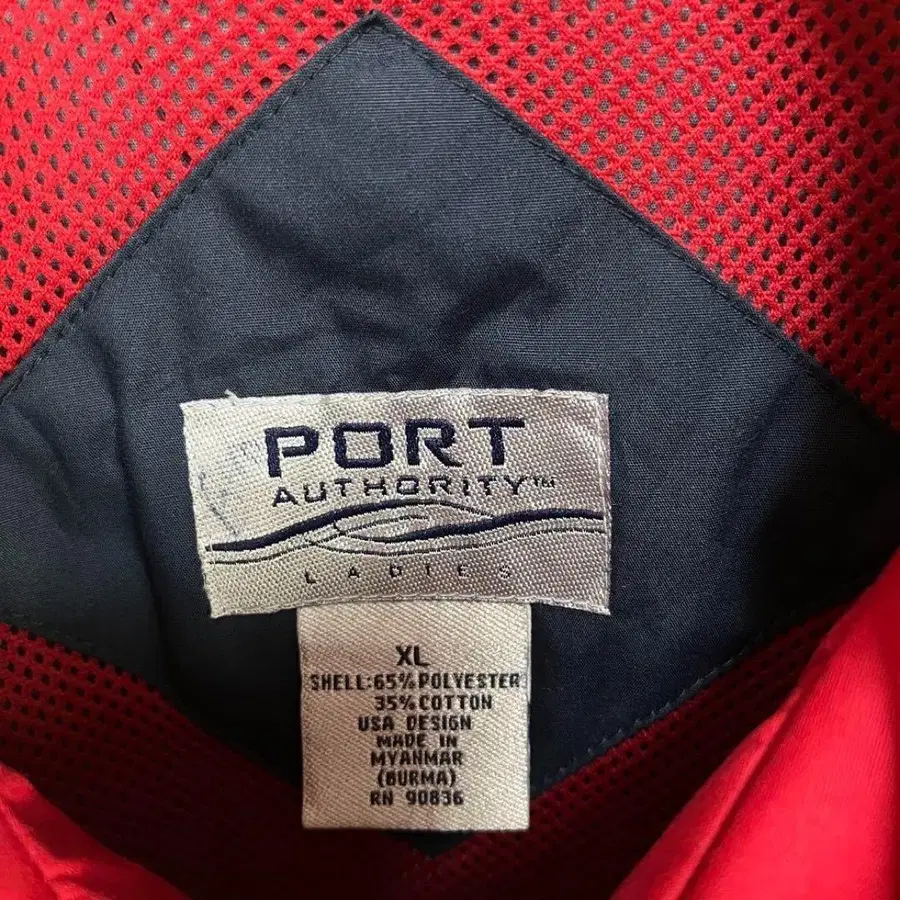 PORT
AUTHORITY™
LADIES
XL
SHELL:65%POLYESTER
35%COTTON
USA DESIGN
MADE IN
MYANMAR
(BURMA)
RN 90836